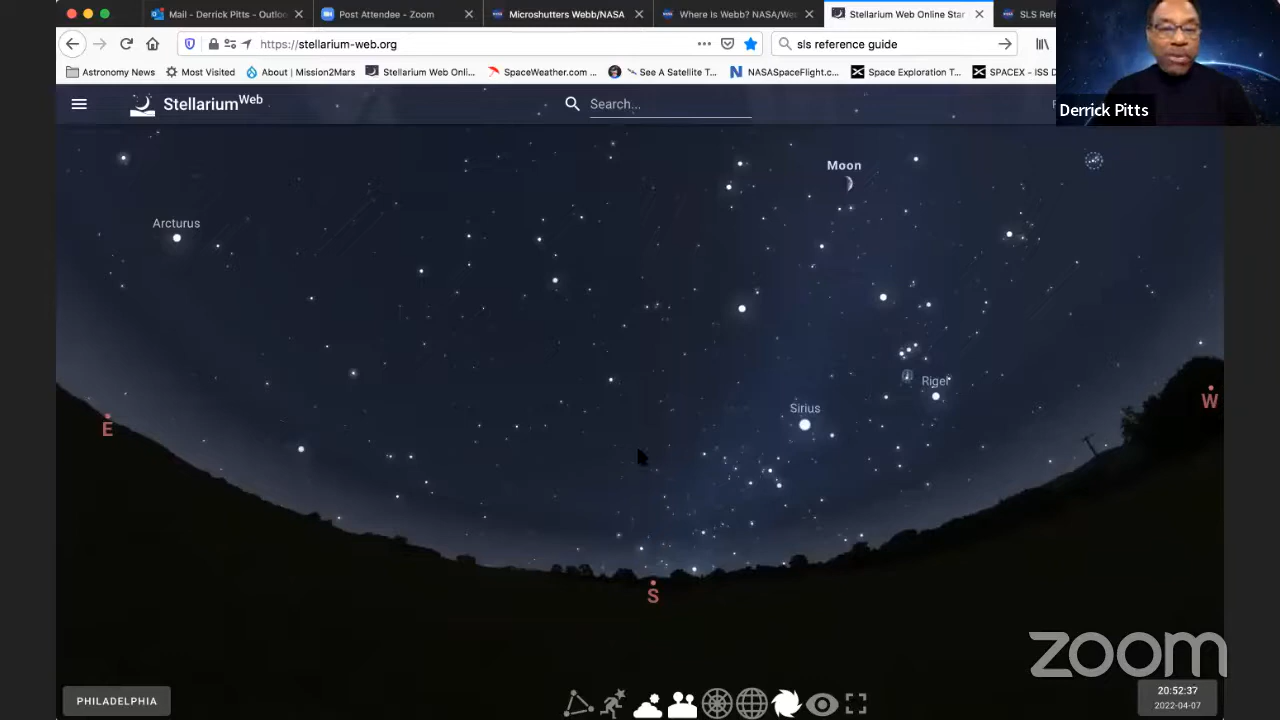 Mail - Derrick Pitts - Outlo
Post Attendee - Zoom
Microshutters Webb/NASA
Where Is Webb? NASA/We
Stellarium Web Online Star
SLS Refe
https://stellarium-web.org
sls reference guide
Astronomy News
Most Visited
About | Mission2Mars
Stellarium Web Onl...
SpaceWeather.com ...
See A Satellite T...
NASASpaceFlight.c...
Space Exploration T...
SPACEX - ISS D
Derrick Pitts
StellariumWeb
Search...
Moon
Arcturus
Rigel
Sirius
E
W
S
zoom
PHILADELPHIA
20:52:37
2022-04-07